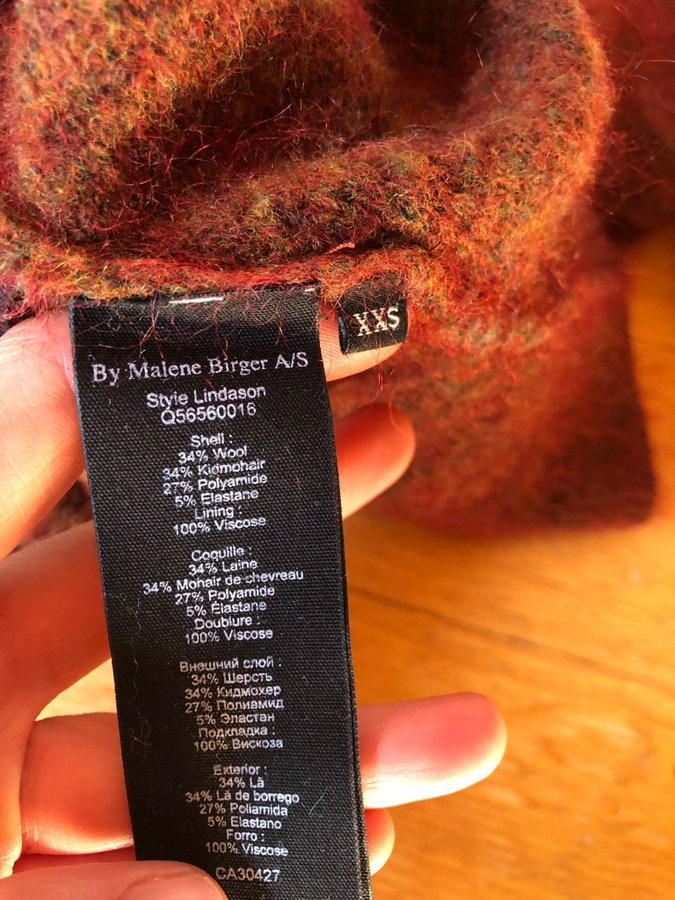 XXS
By Malene Birger A/S
Style Lindason
Q56560016
Shell :
34% Wool
34% Kidmohair
27% Polyamide
5% Elastane
Lining :
100% Viscose
Coquille :
34% Laine
34% Mohair de chevreau
27% Polyamide
5% Élastane
Doublure :
100% Viscose
Внешний слой :
34% Шерсть
34% Кидмохер
27% Полиамид
5% Эластан
Подкладка :
100% Вискоза
Exterior :
34% Lã
34% Lã de borrego
27% Poliamida
5% Elastano
Forro :
100% Viscose
CA30427